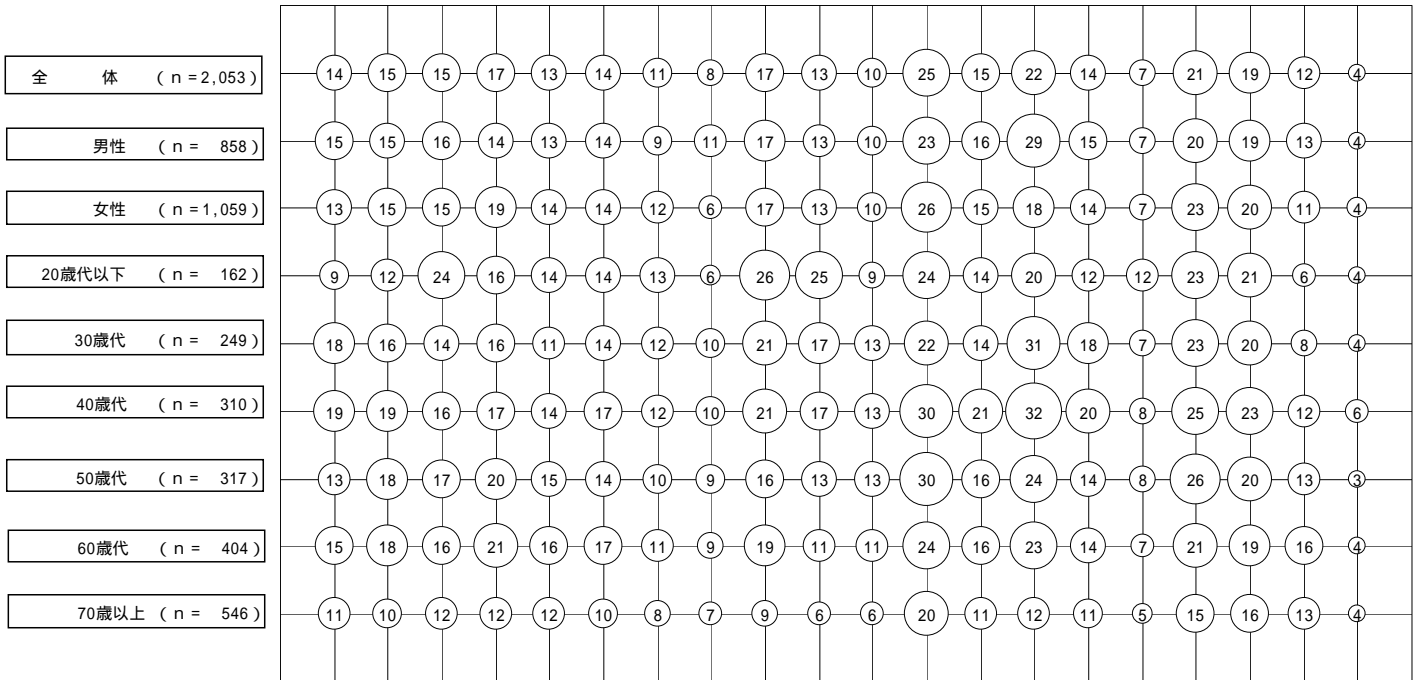 全 体 （ｎ=2,053） 14 15 15 17 13 14 11 8 17 13 10 25 15 22 14 7 21 19 12 4
男性 （ｎ= 858） 15 15 16 14 13 14 9 11 17 13 10 23 16 29 15 7 20 19 13 4
女性 （ｎ=1,059） 13 15 15 19 14 14 12 6 17 13 10 26 15 18 14 7 23 20 11 4
20歳代以下 （ｎ= 162） 9 12 24 16 14 14 13 6 26 25 9 24 14 20 12 12 23 21 6 4
30歳代 （ｎ= 249） 18 16 14 16 11 14 12 10 21 17 13 22 14 31 18 7 23 20 8 4
40歳代 （ｎ= 310） 19 19 16 17 14 17 12 10 21 17 13 30 21 32 20 8 25 23 12 6
50歳代 （ｎ= 317） 13 18 17 20 15 14 10 9 16 13 13 30 16 24 14 8 26 20 13 3
60歳代 （ｎ= 404） 15 18 16 21 16 17 11 9 19 11 11 24 16 23 14 7 21 19 16 4
70歳以上 （ｎ= 546） 11 10 12 12 12 10 8 7 9 6 6 20 11 12 11 5 15 16 13 4